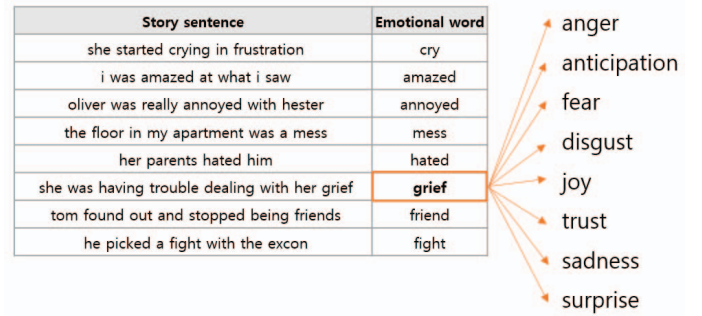 Story sentence Emotional word
she started crying in frustration cry
i was amazed at what i saw amazed
oliver was really annoyed with hester annoyed
the floor in my apartment was a mess mess
her parents hated him hated
she was having trouble dealing with her grief grief
tom found out and stopped being friends friend
he picked a fight with the excon fight
anger
anticipation
fear
disgust
joy
trust
sadness
surprise